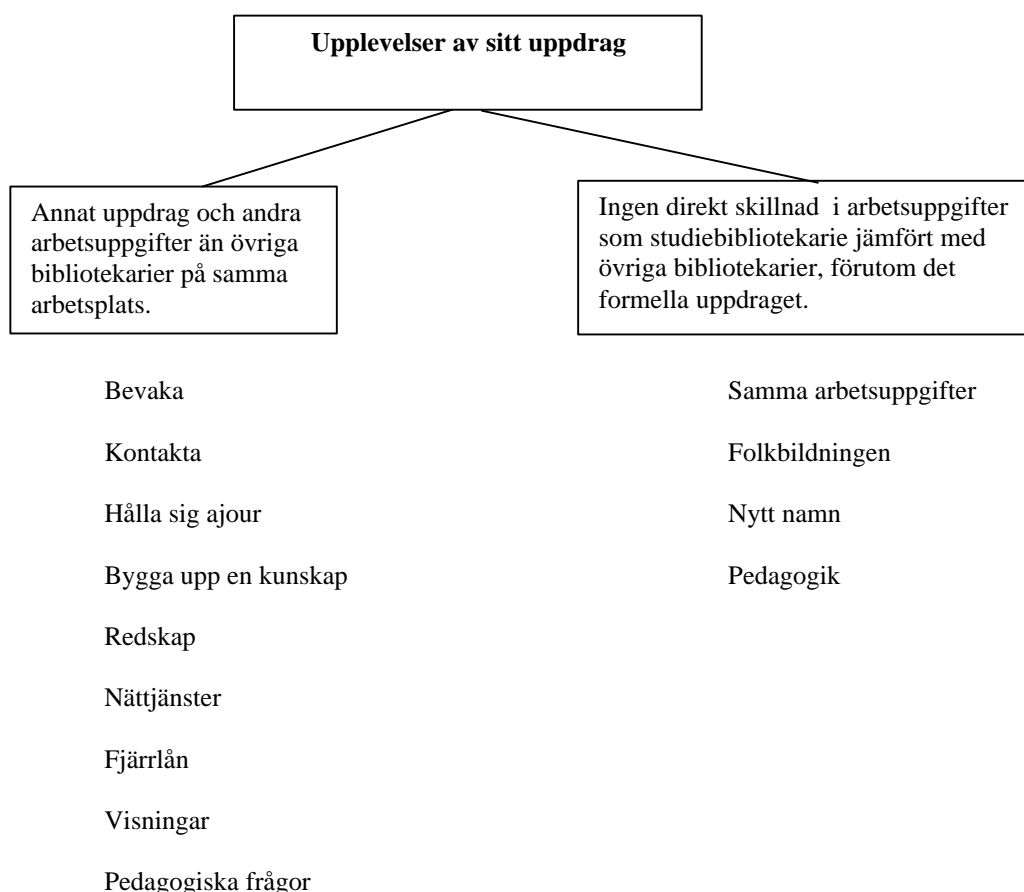 Upplevelser av sitt uppdrag
Annat uppdrag och andra
arbetsuppgifter än övriga
bibliotekarier på samma
arbetsplats.
Ingen direkt skillnad  i arbetsuppgifter
som studiebibliotekarie jämfört med
övriga bibliotekarier, förutom det
formella uppdraget.
Bevaka
Kontakta
Hålla sig ajour
Bygga upp en kunskap
Redskap
Nättjänster
Fjärrlån
Visningar
Pedagogiska frågor
Samma arbetsuppgifter
Folkbildningen
Nytt namn
Pedagogik